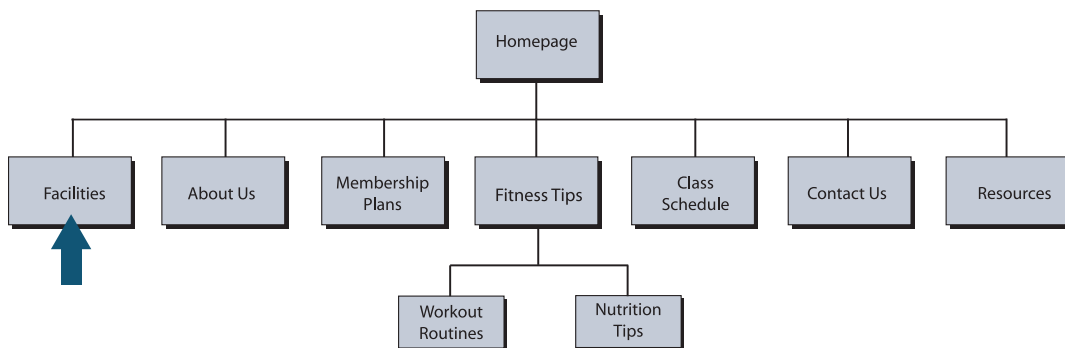 Homepage
Facilities
About Us
Membership
Plans
Fitness Tips
Class
Schedule
Contact Us
Resources
Workout
Routines
Nutrition
Tips